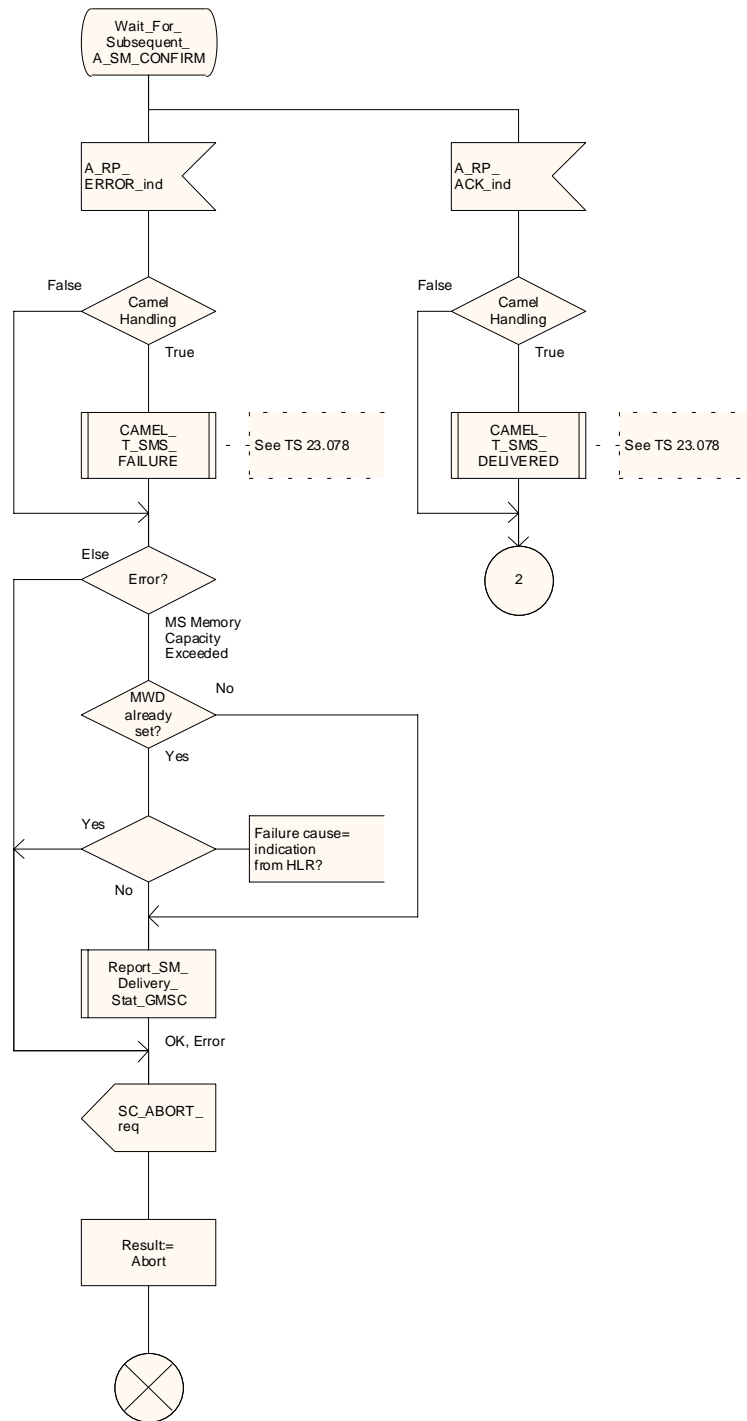 Wait_For_
Subsequent_
A_SM_CONFIRM
A_RP_
ERROR_ind
A_RP_
ACK_ind
False
Camel
Handling
True
False
Camel
Handling
True
CAMEL_
T_SMS_
FAILURE
See TS 23.078
CAMEL_
T_SMS_
DELIVERED
See TS 23.078
Else
Error?
2
MS Memory
Capacity
Exceeded
MWD
already
set?
No
Yes
Yes
Failure cause=
indication
from HLR?
No
Report_SM_
Delivery_
Stat_GMSC
OK, Error
SC_ABORT_
req
Result:=
Abort